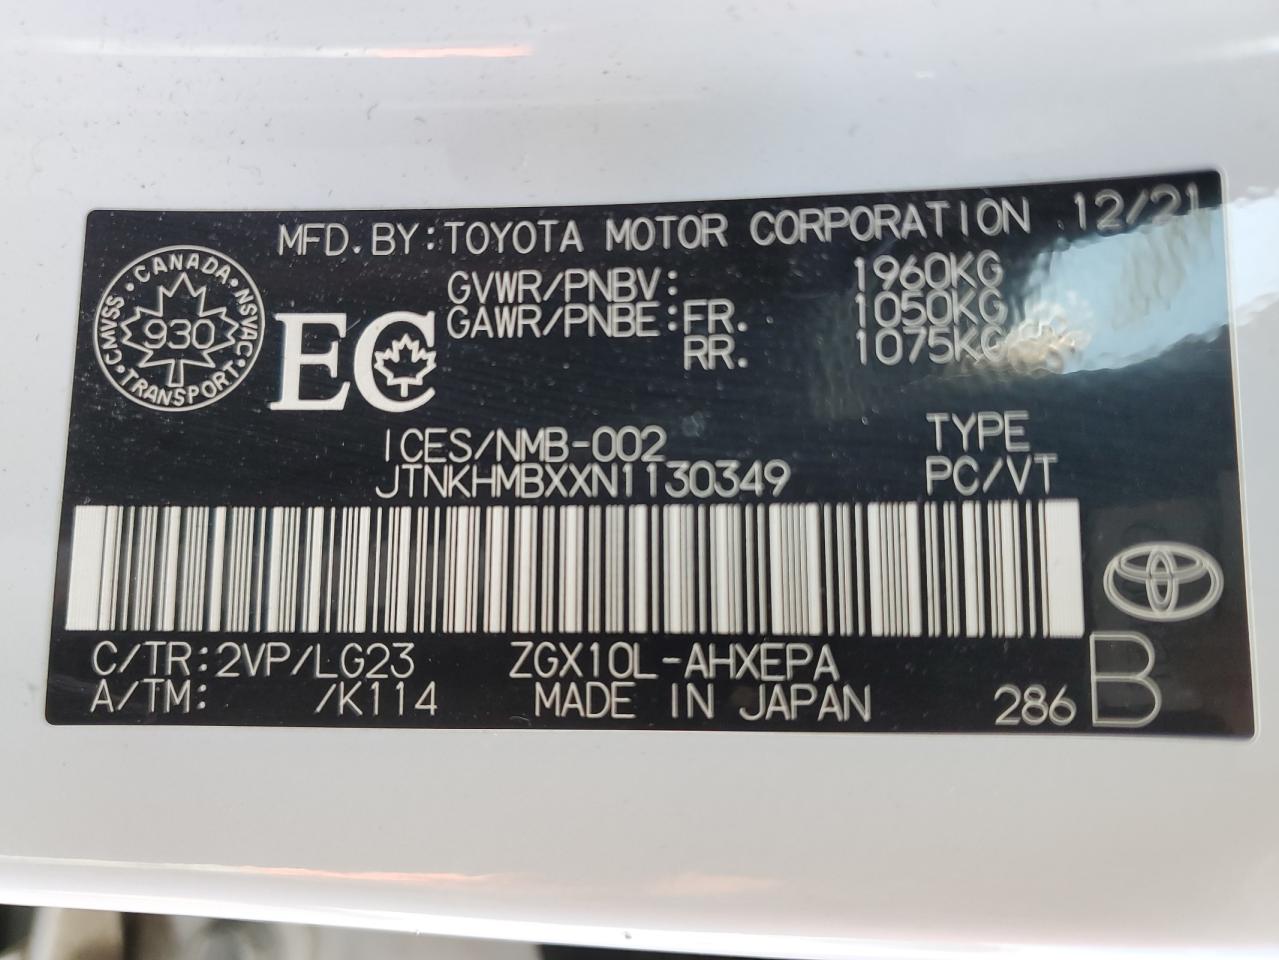 MFD. BY: TOYOTA MOTOR CORPORATION 12/21
CANADA · NSVAC · TRANSPORT · CMVSS ·
930
EC
GVWR/PNBV: 1960KG
GAWR/PNBE: FR. 1050KG
RR. 1075KG
ICES/NMB-002 TYPE
JTNKHMBXXN1130349 PC/VT
C/TR: 2VP/LG23 ZGX10L-AHXEPA
A/TM: /K114 MADE IN JAPAN 286 B